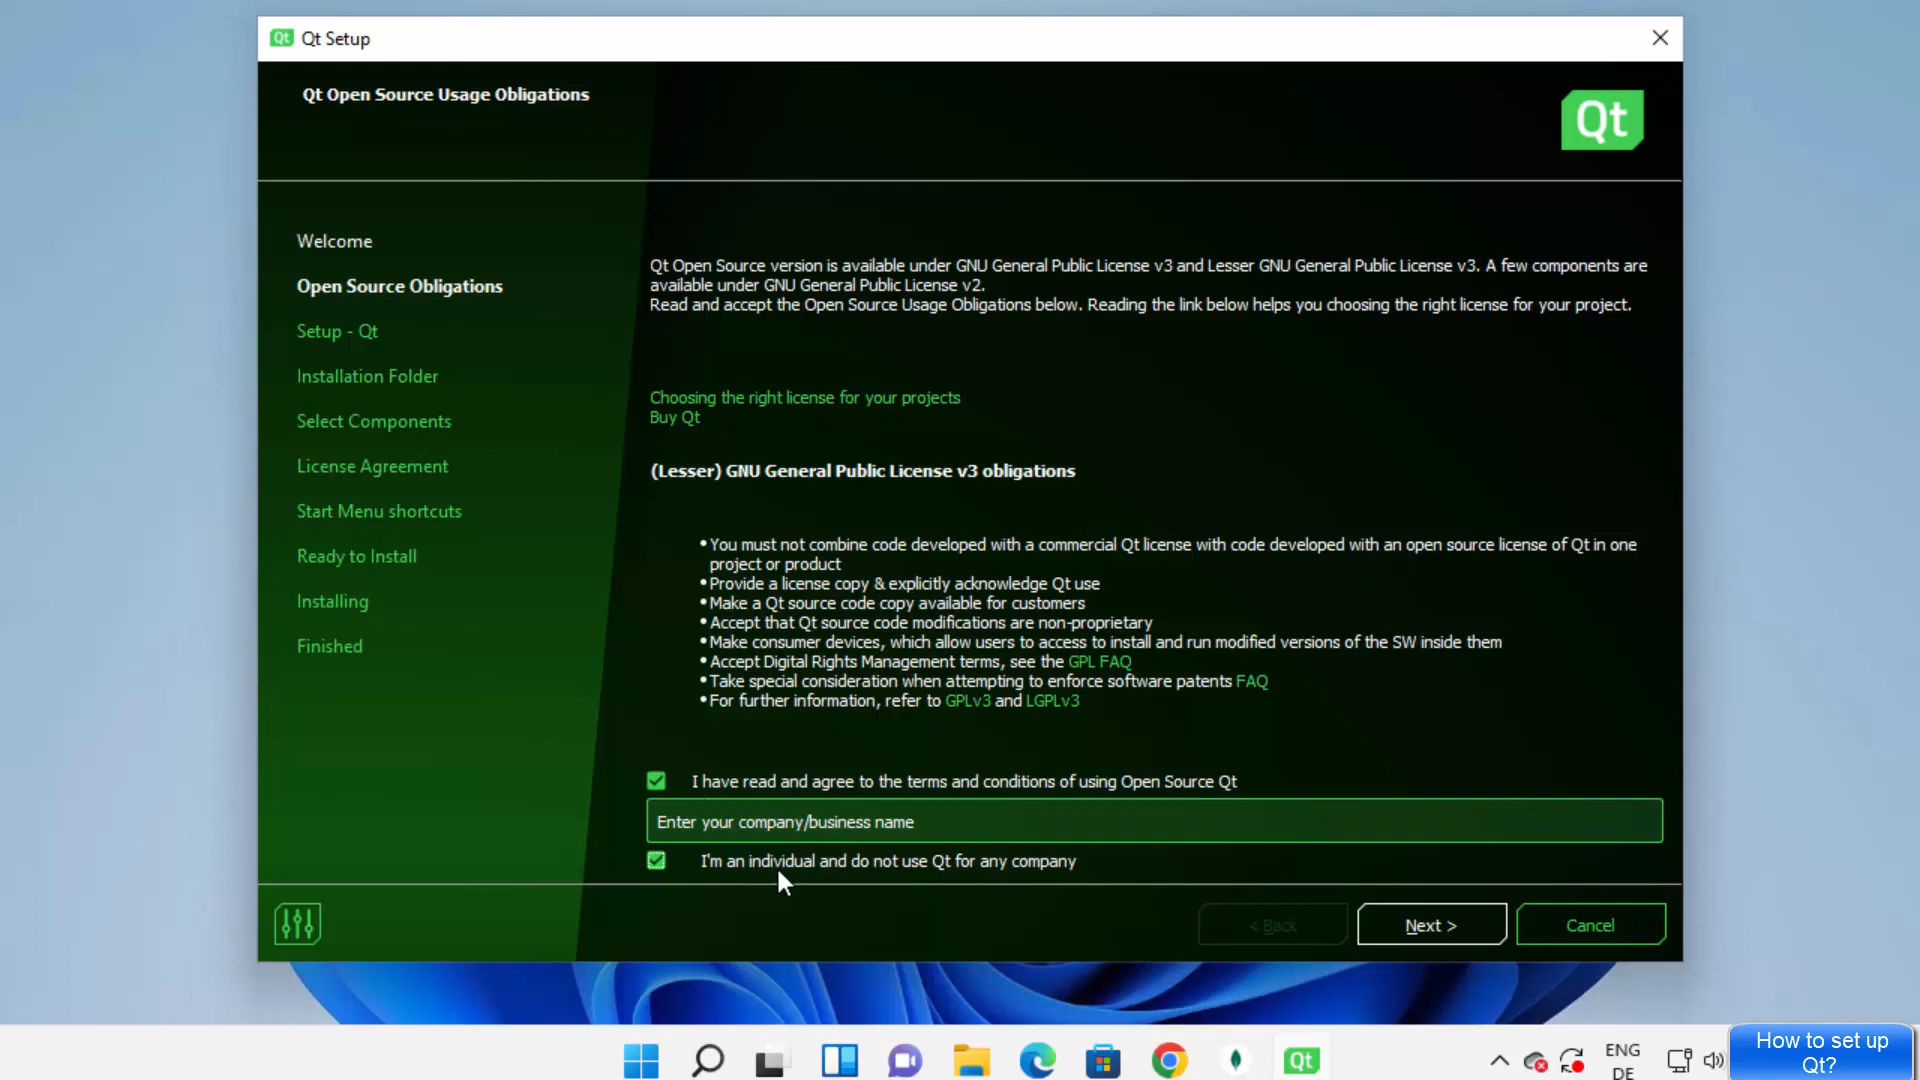 Qt Qt Setup
Qt Open Source Usage Obligations
Qt
Welcome
Open Source Obligations
Setup - Qt
Installation Folder
Select Components
License Agreement
Start Menu shortcuts
Ready to Install
Installing
Finished
Qt Open Source version is available under GNU General Public License v3 and Lesser GNU General Public License v3. A few components are
available under GNU General Public License v2.
Read and accept the Open Source Usage Obligations below. Reading the link below helps you choosing the right license for your project.
Choosing the right license for your projects
Buy Qt
(Lesser) GNU General Public License v3 obligations
•You must not combine code developed with a commercial Qt license with code developed with an open source license of Qt in one
project or product
•Provide a license copy & explicitly acknowledge Qt use
•Make a Qt source code copy available for customers
•Accept that Qt source code modifications are non-proprietary
•Make consumer devices, which allow users to access to install and run modified versions of the SW inside them
•Accept Digital Rights Management terms, see the GPL FAQ
•Take special consideration when attempting to enforce software patents FAQ
•For further information, refer to GPLv3 and LGPLv3
I have read and agree to the terms and conditions of using Open Source Qt
Enter your company/business name
I'm an individual and do not use Qt for any company
< Back Next > Cancel
Qt
ENG
DE
How to set up
Qt?